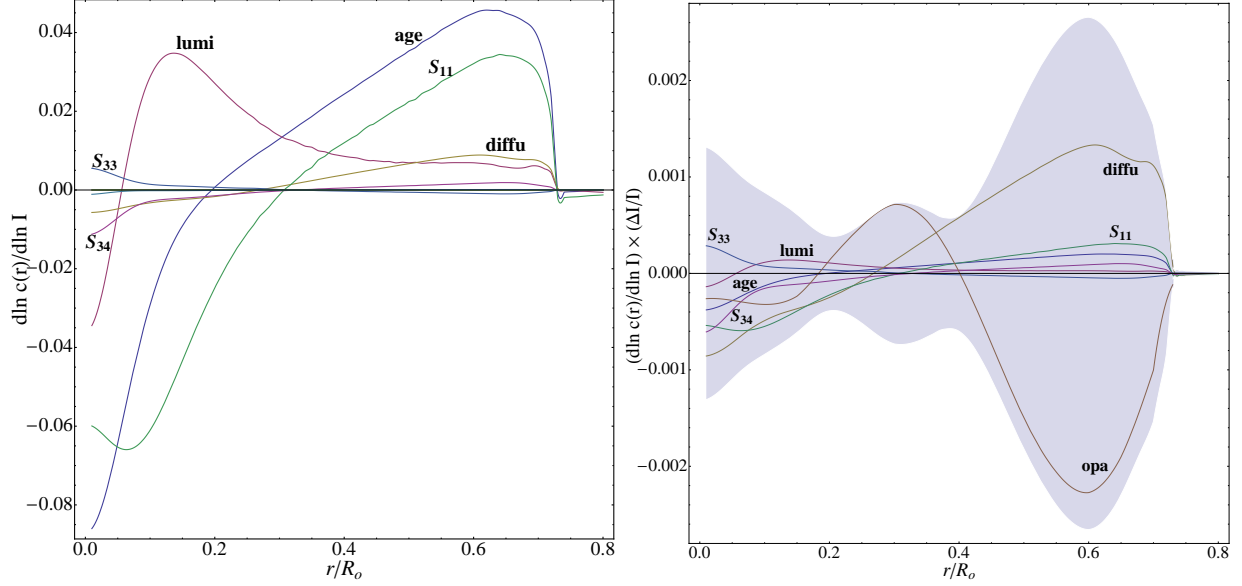 0.04
0.02
0.00
−0.02
−0.04
−0.06
−0.08
dln c(r)/dln I
lumi
age
S11
diffu
S33
S34
0.0
0.2
0.4
0.6
0.8
r/Ro
0.002
0.001
0.000
−0.001
−0.002
(dln c(r)/dln I) × (ΔI/I)
diffu
S33
lumi
S11
age
S34
opa
0.0
0.2
0.4
0.6
0.8
r/Ro